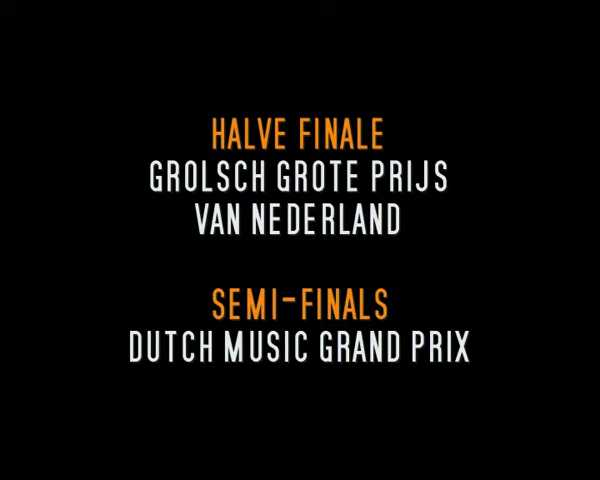 HALVE FINALE
GROLSCH GROTE PRIJS
VAN NEDERLAND
SEMI-FINALS
DUTCH MUSIC GRAND PRIX